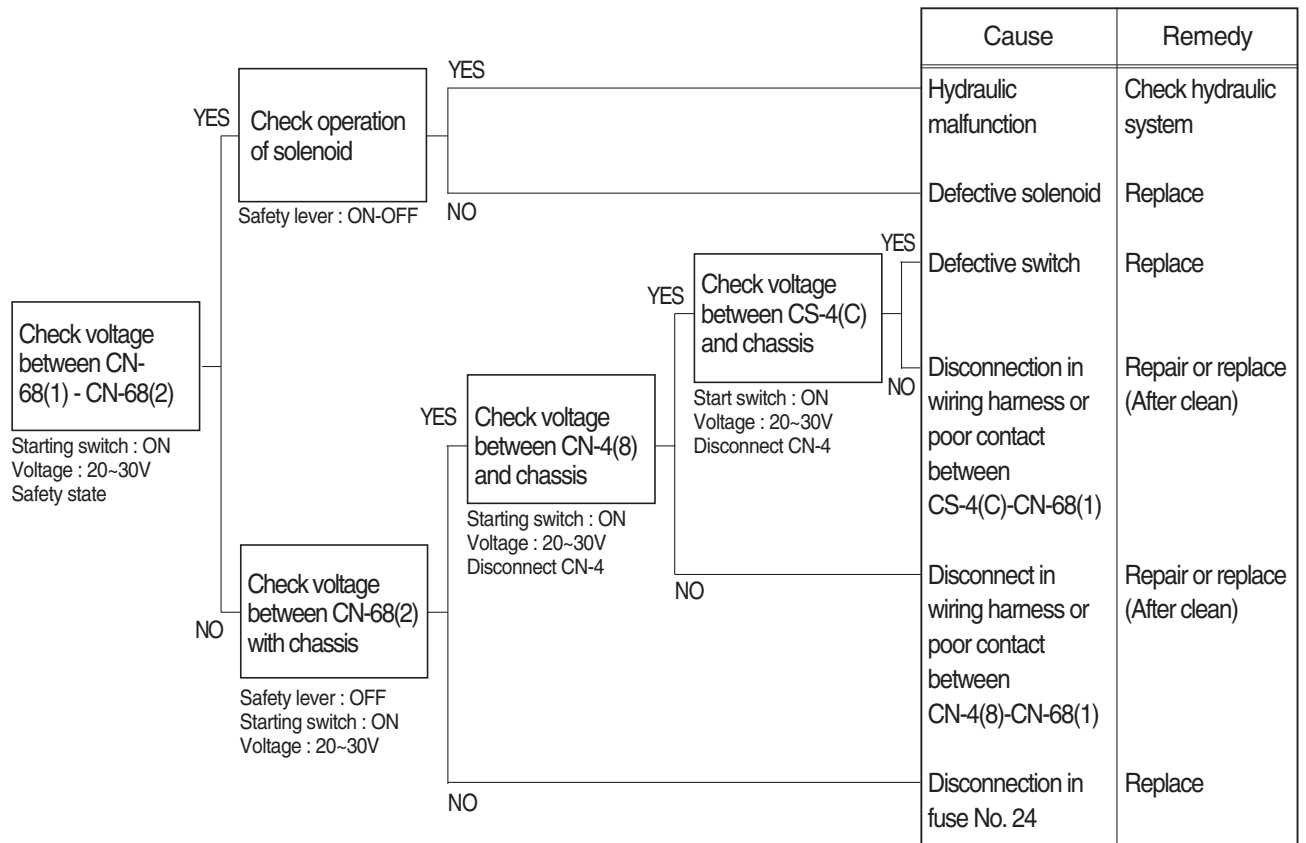 Cause
Remedy
YES
Hydraulic
malfunction
Check hydraulic
system
YES
Check operation
of solenoid
Safety lever : ON-OFF
NO
Defective solenoid
Replace
YES
Defective switch
Replace
YES
Check voltage
between CS-4(C)
and chassis
Start switch : ON
Voltage : 20~30V
Disconnect CN-4
NO
Disconnection in
wiring harness or
poor contact
between
CS-4(C)-CN-68(1)
Repair or replace
(After clean)
Check voltage
between CN-
68(1) - CN-68(2)
Starting switch : ON
Voltage : 20~30V
Safety state
YES
Check voltage
between CN-4(8)
and chassis
Starting switch : ON
Voltage : 20~30V
Disconnect CN-4
NO
Disconnect in
wiring harness or
poor contact
between
CN-4(8)-CN-68(1)
Repair or replace
(After clean)
NO
Check voltage
between CN-68(2)
with chassis
Safety lever : OFF
Starting switch : ON
Voltage : 20~30V
NO
Disconnection in
fuse No. 24
Replace